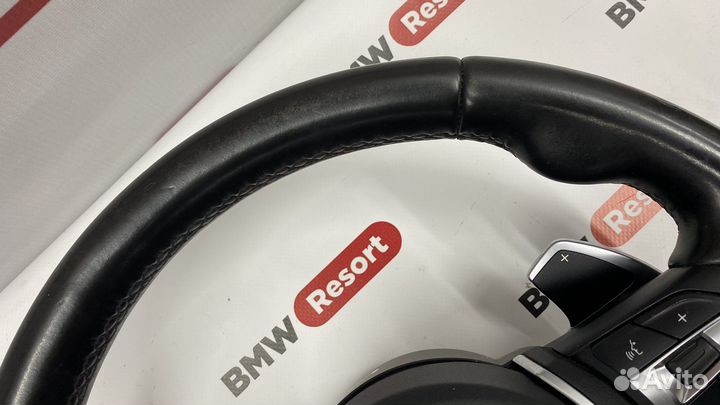 BMW Resort
Resort
BMW
BMW Resort
BMW Resort
+
+
Avito